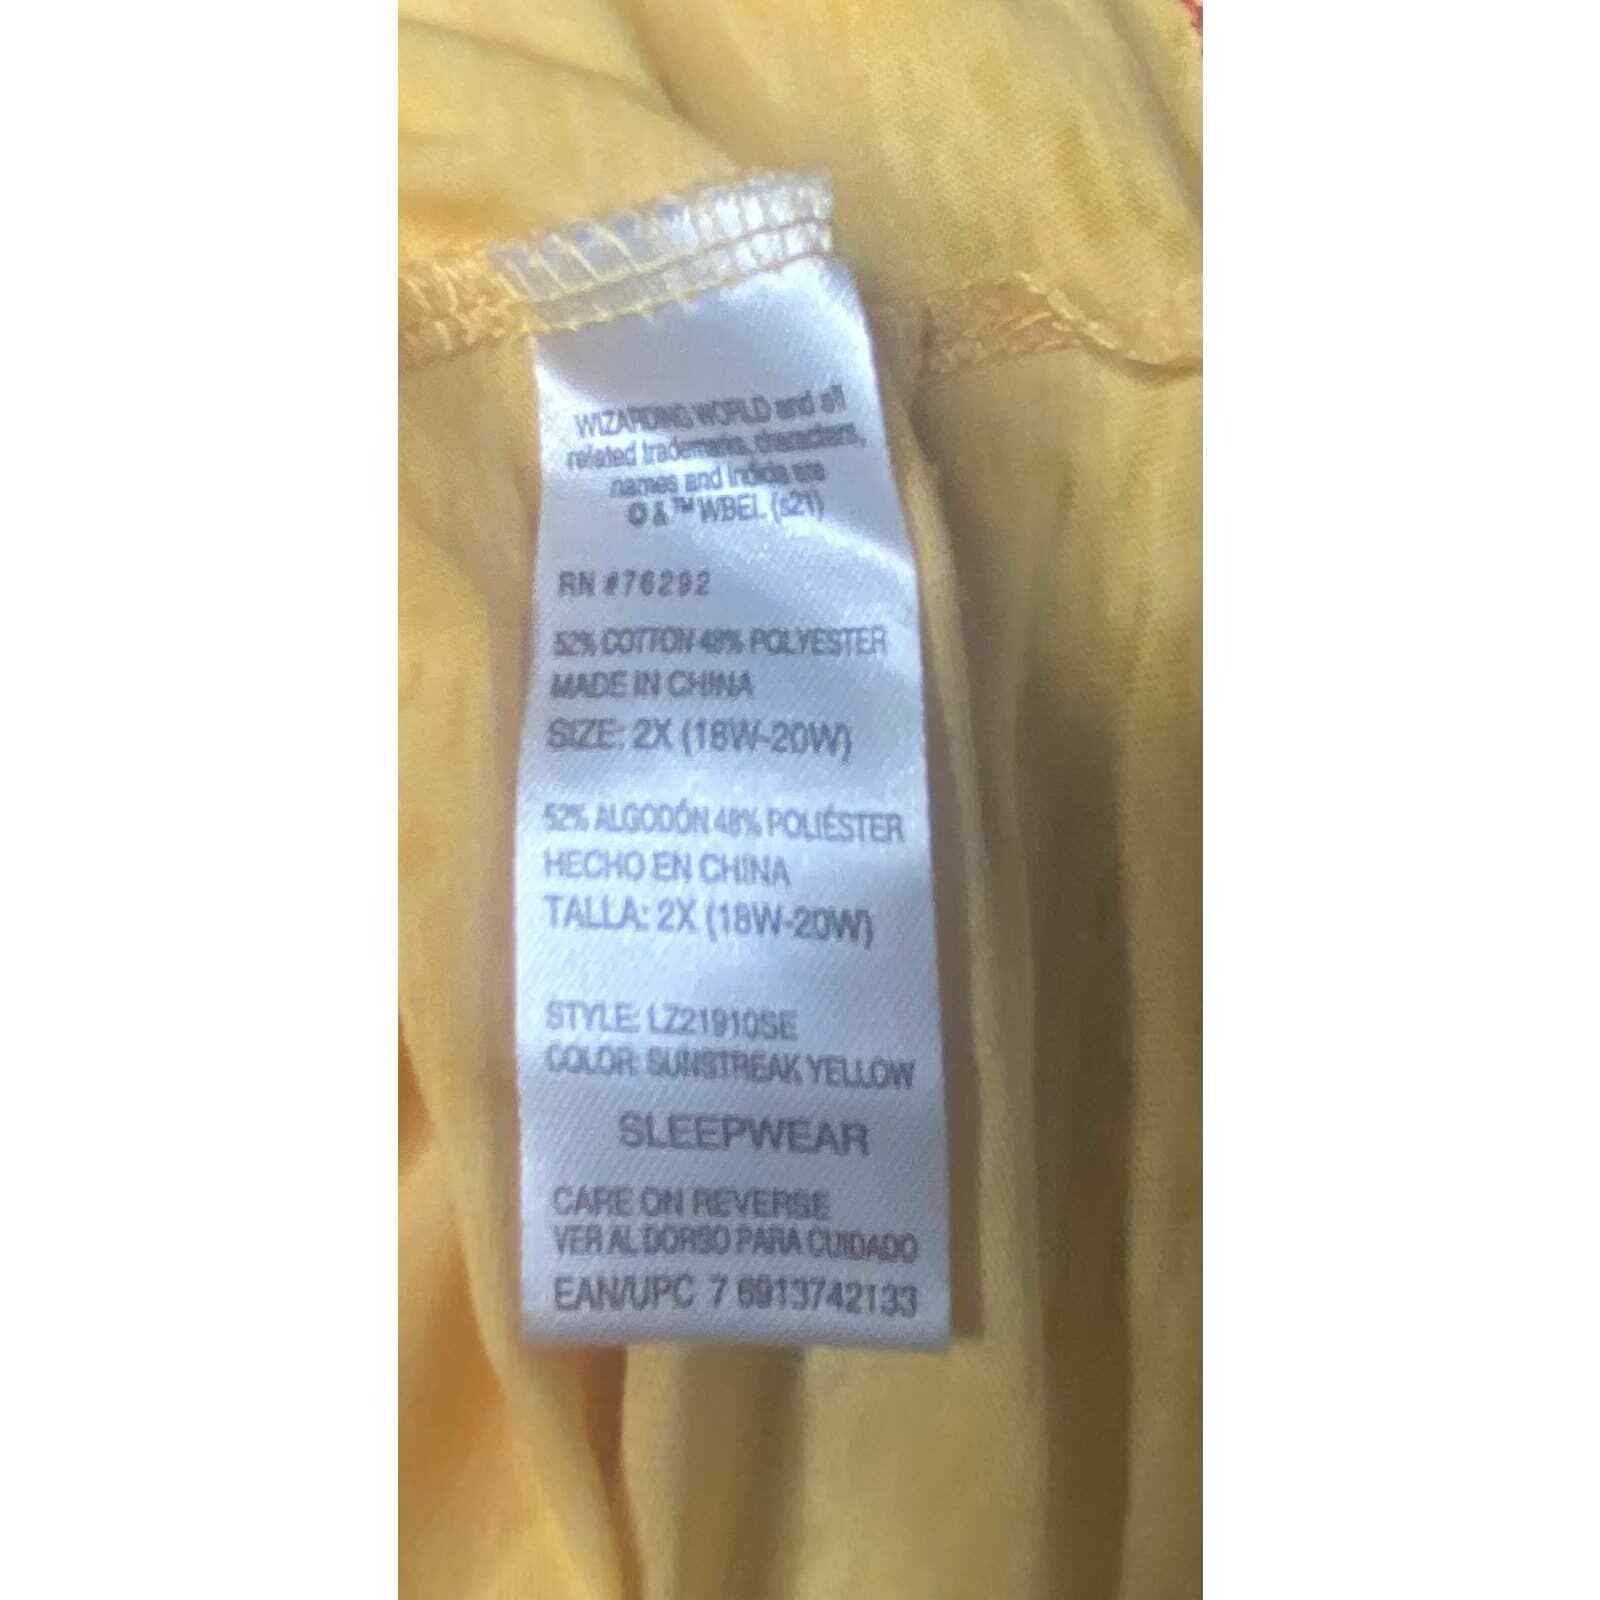 WIZARDING WORLD and all
related trademarks, characters,
names and indicia are
© & ™ WBEI. (s21)
RN #76292
52% COTTON 48% POLYESTER
MADE IN CHINA
SIZE: 2X (18W-20W)
52% ALGODÓN 48% POLIÉSTER
HECHO EN CHINA
TALLA: 2X (18W-20W)
STYLE: LZ21910SE
COLOR: SUNSTREAK YELLOW
SLEEPWEAR
CARE ON REVERSE
VER AL DORSO PARA CUIDADO
EAN/UPC 7 6913742133